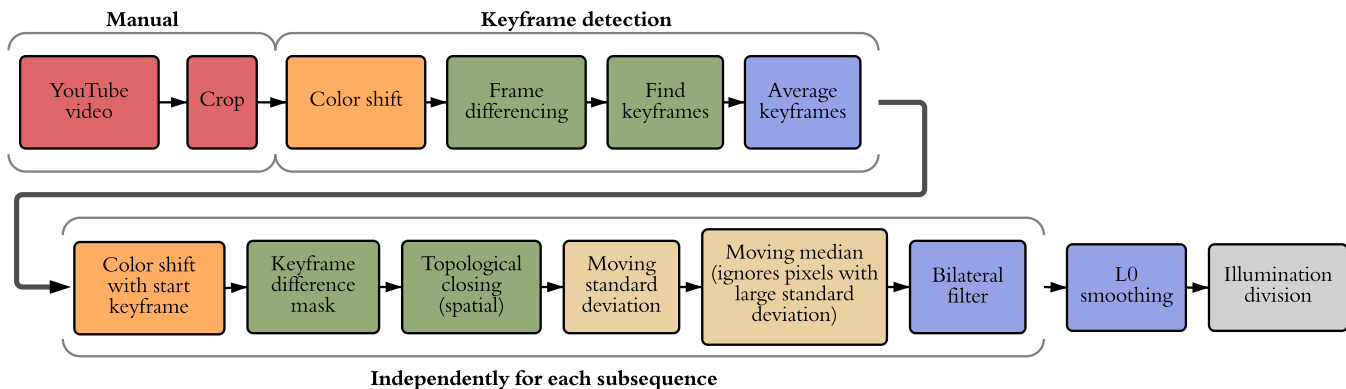 Manual
Keyframe detection
YouTube
video
Crop
Color shift
Frame
differencing
Find
keyframes
Average
keyframes
Color shift
with start
keyframe
Keyframe
difference
mask
Topological
closing
(spatial)
Moving
standard
deviation
Moving median
(ignores pixels with
large standard
deviation)
Bilateral
filter
L0
smoothing
Illumination
division
Independently for each subsequence